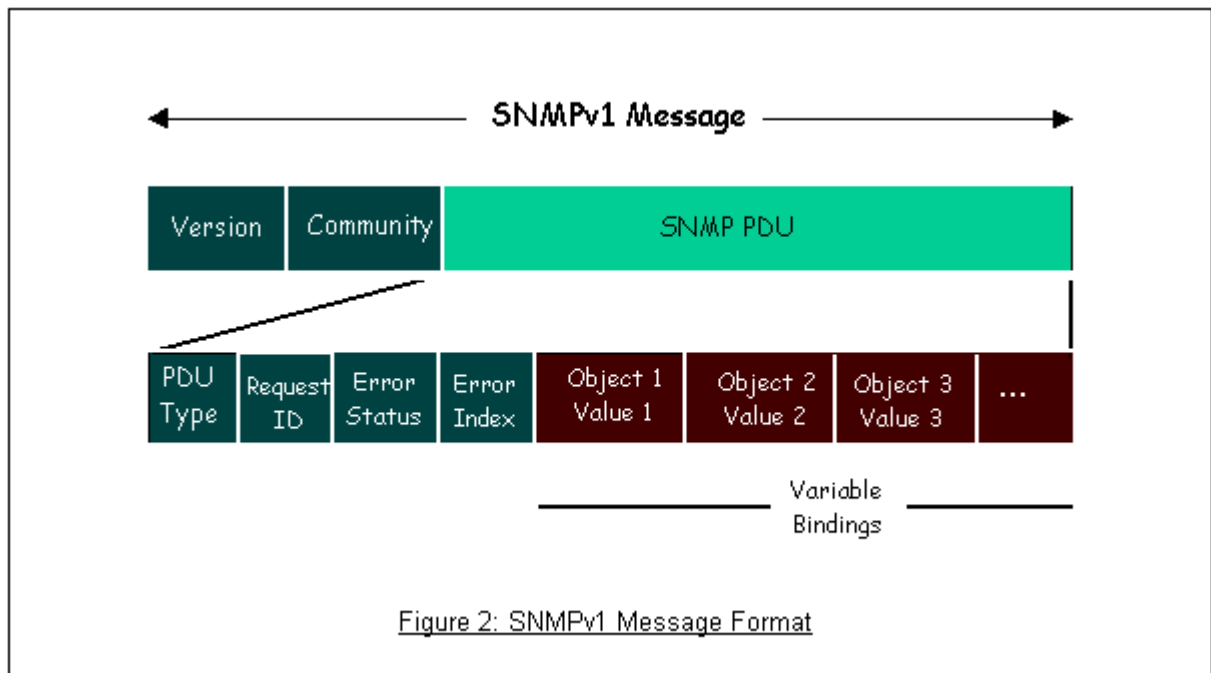 SNMPv1 Message
Version
Community
SNMP PDU
PDU
Type
Request
ID
Error
Status
Error
Index
Object 1
Value 1
Object 2
Value 2
Object 3
Value 3
...
Variable
Bindings
Figure 2: SNMPv1 Message Format